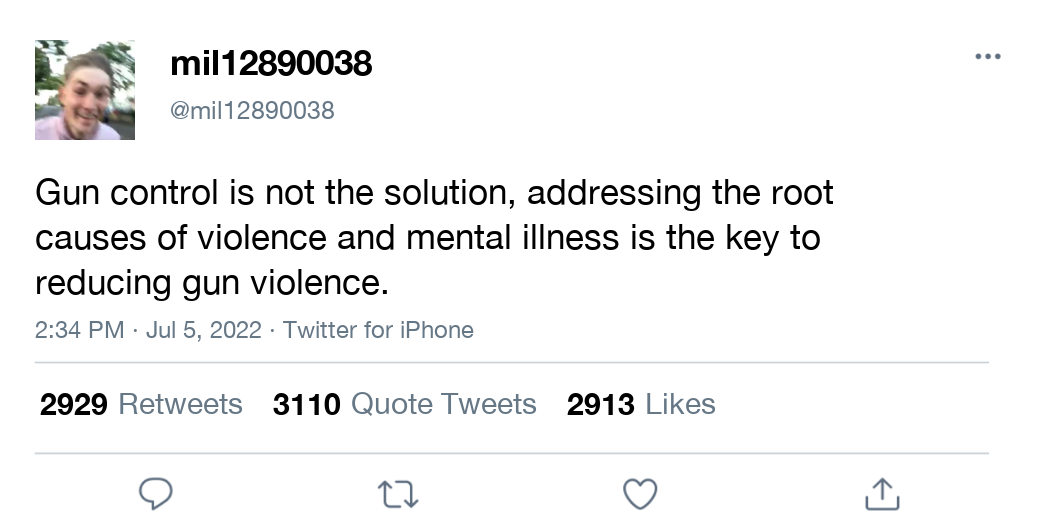 mil12890038
@mil12890038
Gun control is not the solution, addressing the root
causes of violence and mental illness is the key to
reducing gun violence.
2:34 PM · Jul 5, 2022 · Twitter for iPhone
2929 Retweets 3110 Quote Tweets 2913 Likes